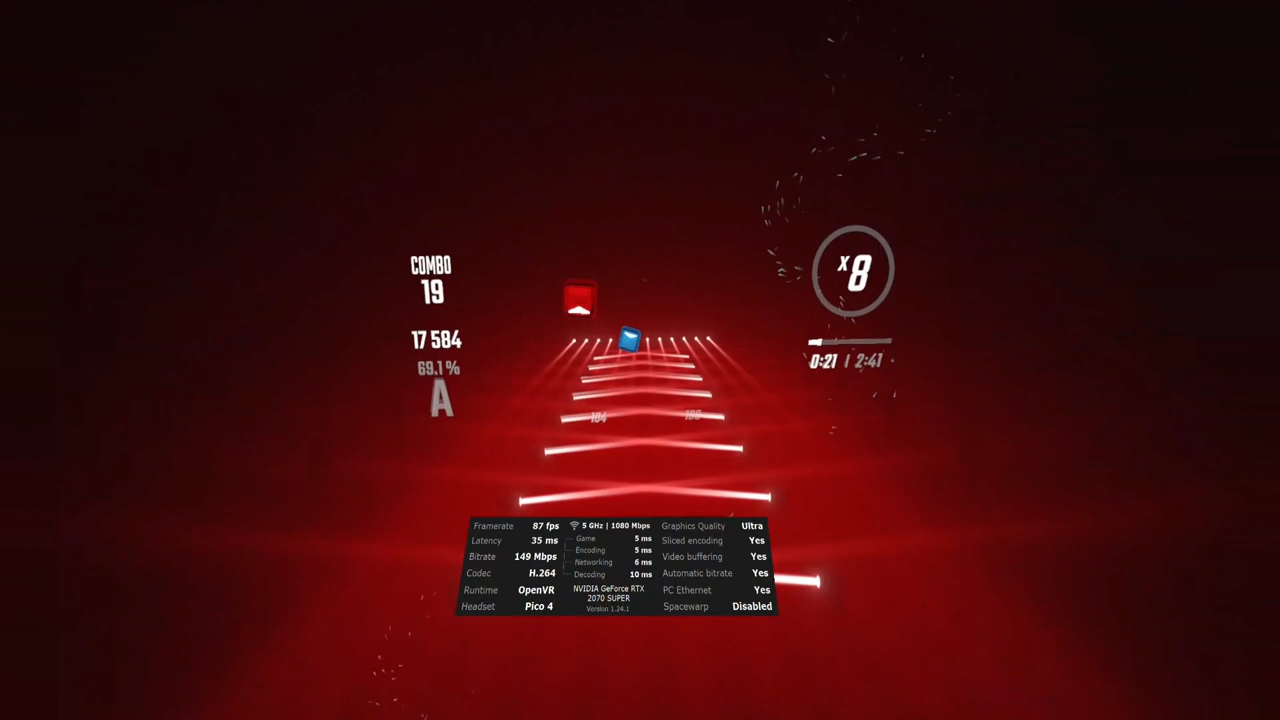 COMBO
19
17 584
69.1 %
A
x8
0:21 | 2:41
104
Framerate 87 fps
Latency 35 ms
Bitrate 149 Mbps
Codec H.264
Runtime OpenVR
Headset Pico 4
5 GHz | 1080 Mbps
Game 5 ms
Encoding 5 ms
Networking 6 ms
Decoding 10 ms
NVIDIA GeForce RTX
2070 SUPER
Version 1.24.1
Graphics Quality Ultra
Sliced encoding Yes
Video buffering Yes
Automatic bitrate Yes
PC Ethernet Yes
Spacewarp Disabled